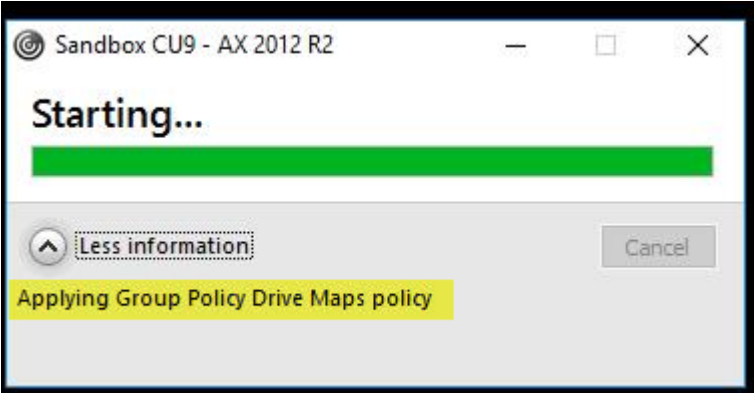 Sandbox CU9 - AX 2012 R2
Starting...
Less information
Cancel
Applying Group Policy Drive Maps policy